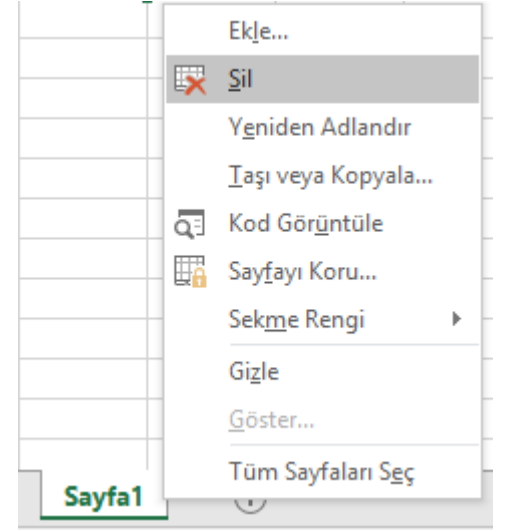 Ekle...
Sil
Yeniden Adlandır
Taşı veya Kopyala...
Kod Görüntüle
Sayfayı Koru...
Sekme Rengi
Gizle
Göster...
Tüm Sayfaları Seç
Sayfa1